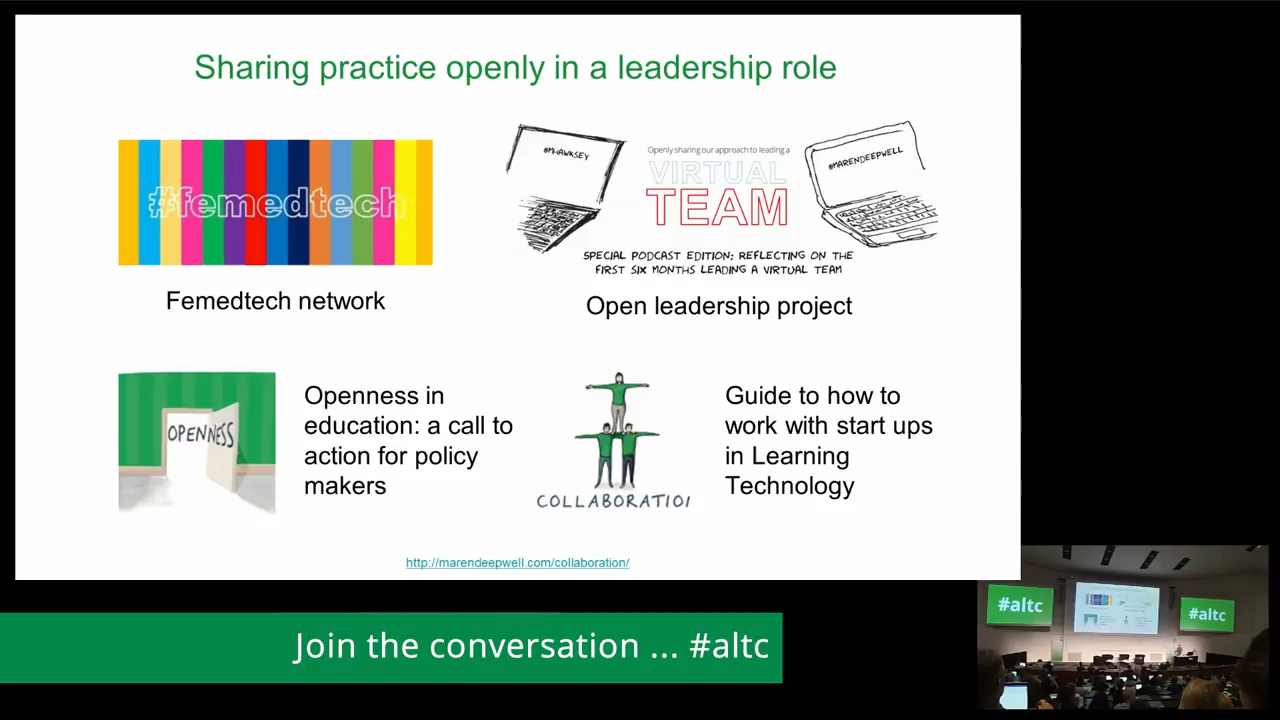 Sharing practice openly in a leadership role
#femedtech
Femedtech network
@MHAWKSEY
Openly sharing our approach to leading a
VIRTUAL
TEAM
@MARENDEEPWELL
SPECIAL PODCAST EDITION: REFLECTING ON THE
FIRST SIX MONTHS LEADING A VIRTUAL TEAM
Open leadership project
OPENNESS
Openness in
education: a call to
action for policy
makers
COLLABORATIO
Guide to how to
work with start ups
in Learning
Technology
http://marendeepwell.com/collaboration/
Join the conversation ... #altc
#altc
#altc